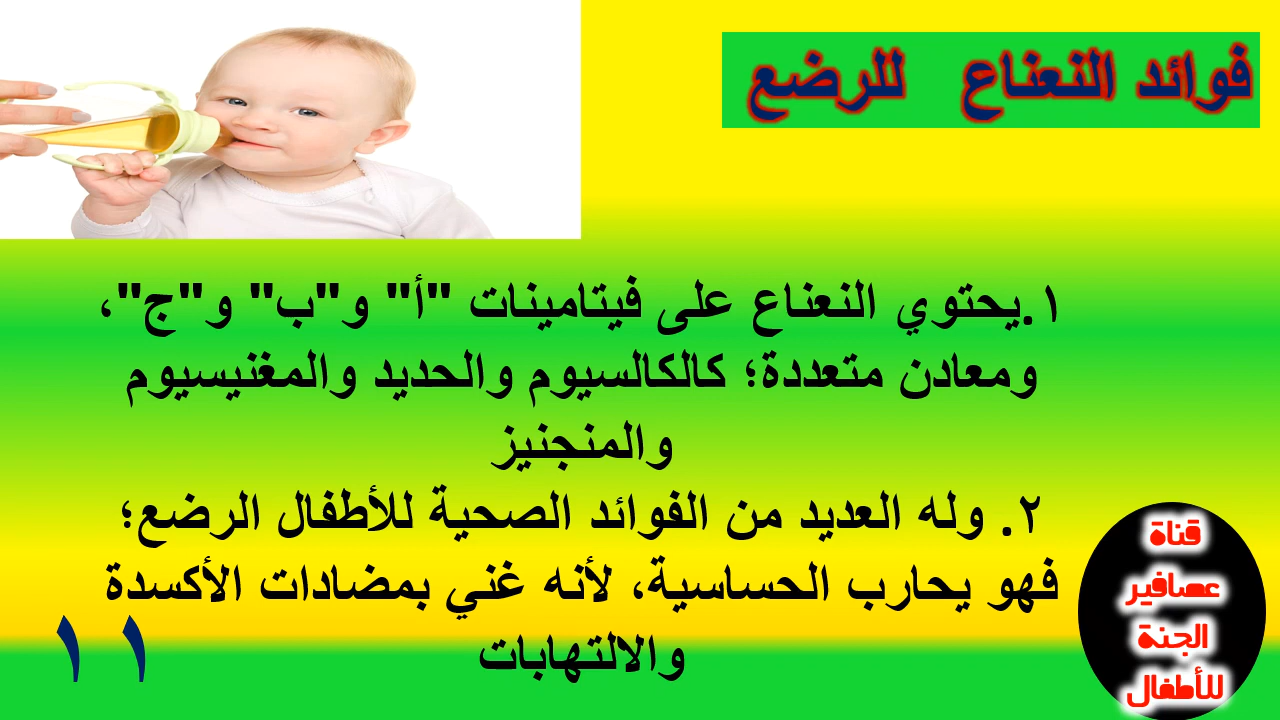 فوائد النعناع للرضع
١.يحتوي النعناع على فيتامينات "أ" و"ب" و"ج"،
ومعادن متعددة؛ كالكالسيوم والحديد والمغنيسيوم
والمنجنيز
٢. وله العديد من الفوائد الصحية للأطفال الرضع؛
فهو يحارب الحساسية، لأنه غني بمضادات الأكسدة
والالتهابات
١١
قناة
عصافير
الجنة
للأطفال